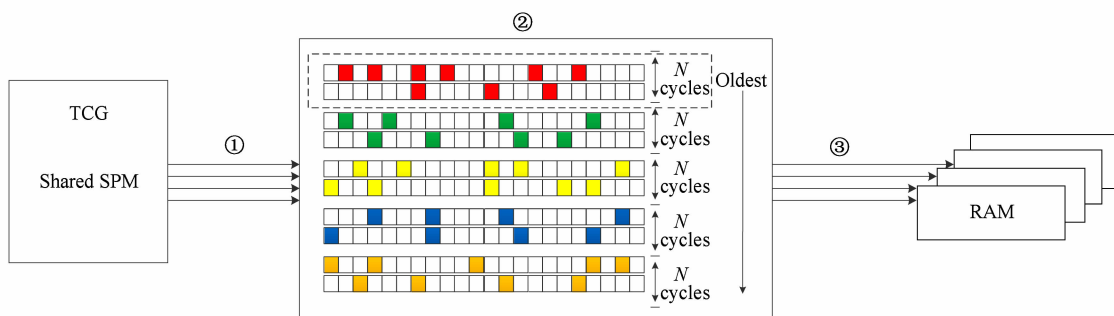 ②
TCG
Shared SPM
①
N
cycles
Oldest
N
cycles
N
cycles
N
cycles
N
cycles
③
RAM